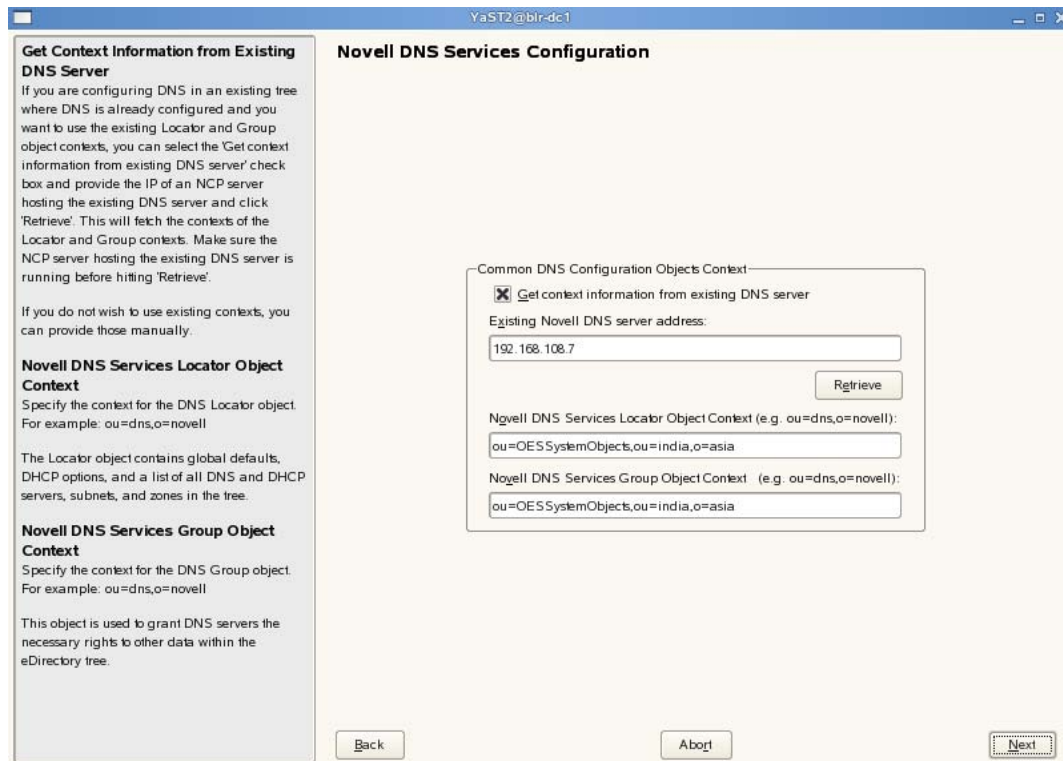 YaST2@blr-dc1
Get Context Information from Existing
DNS Server
If you are configuring DNS in an existing tree
where DNS is already configured and you
want to use the existing Locator and Group
object contexts, you can select the 'Get context
information from existing DNS server' check
box and provide the IP of an NCP server
hosting the existing DNS server and click
'Retrieve'. This will fetch the contexts of the
Locator and Group contexts. Make sure the
NCP server hosting the existing DNS server is
running before hitting 'Retrieve'.
If you do not wish to use existing contexts, you
can provide those manually.
Novell DNS Services Locator Object
Context
Specify the context for the DNS Locator object.
For example: ou=dns,o=novell
The Locator object contains global defaults,
DHCP options, and a list of all DNS and DHCP
servers, subnets, and zones in the tree.
Novell DNS Services Group Object
Context
Specify the context for the DNS Group object.
For example: ou=dns,o=novell
This object is used to grant DNS servers the
necessary rights to other data within the
eDirectory tree.
Novell DNS Services Configuration
Common DNS Configuration Objects Context
Get context information from existing DNS server
Existing Novell DNS server address:
192.168.108.7
Retrieve
Novell DNS Services Locator Object Context (e.g. ou=dns,o=novell):
ou=OESSystemObjects,ou=india,o=asia
Novell DNS Services Group Object Context (e.g. ou=dns,o=novell):
ou=OESSystemObjects,ou=india,o=asia
Back
Abort
Next